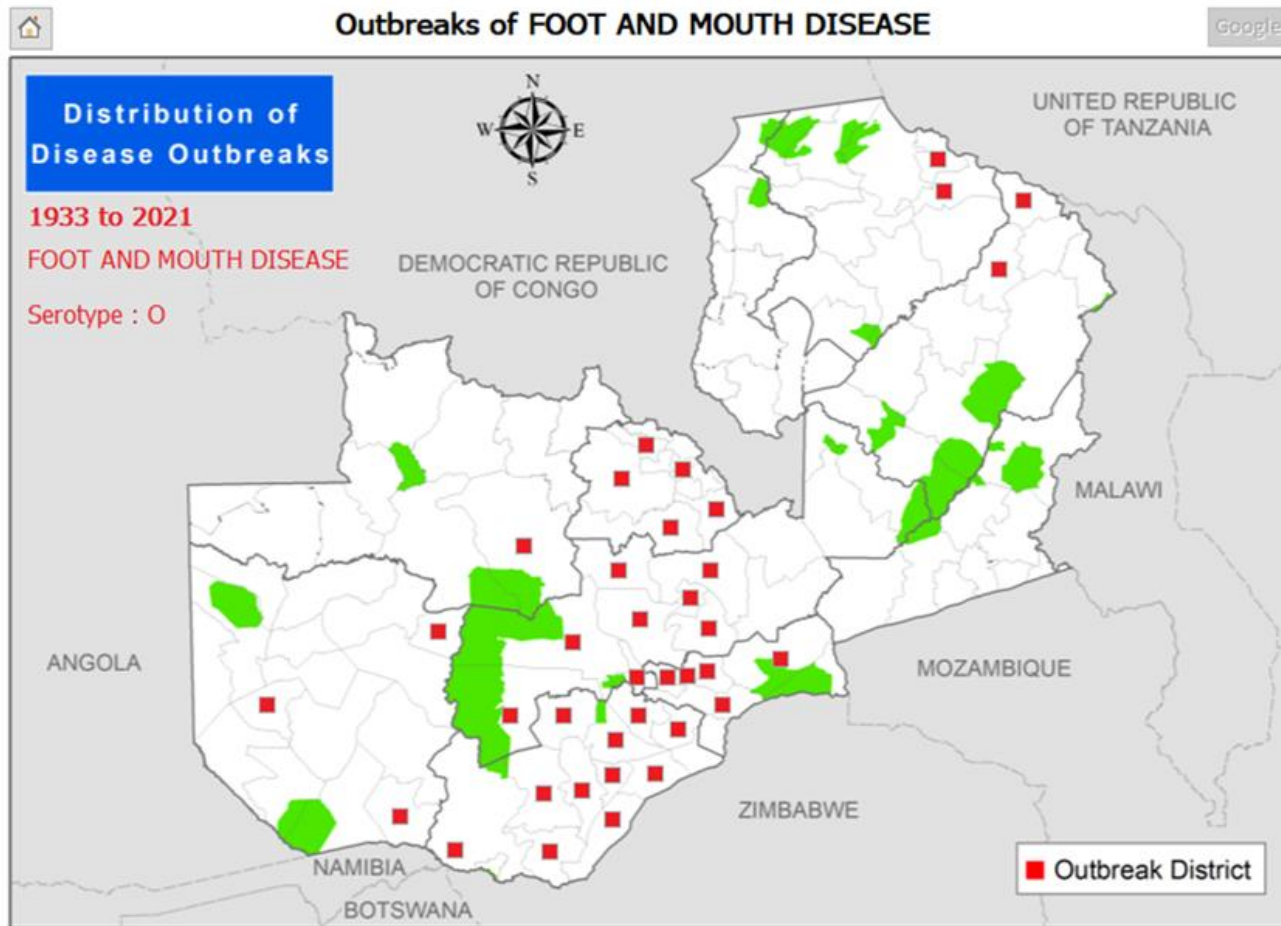 Outbreaks of FOOT AND MOUTH DISEASE
Google
Distribution of
Disease Outbreaks
1933 to 2021
FOOT AND MOUTH DISEASE
Serotype : O
N
W
E
S
UNITED REPUBLIC
OF TANZANIA
DEMOCRATIC REPUBLIC
OF CONGO
MALAWI
ANGOLA
MOZAMBIQUE
ZIMBABWE
NAMIBIA
BOTSWANA
Outbreak District